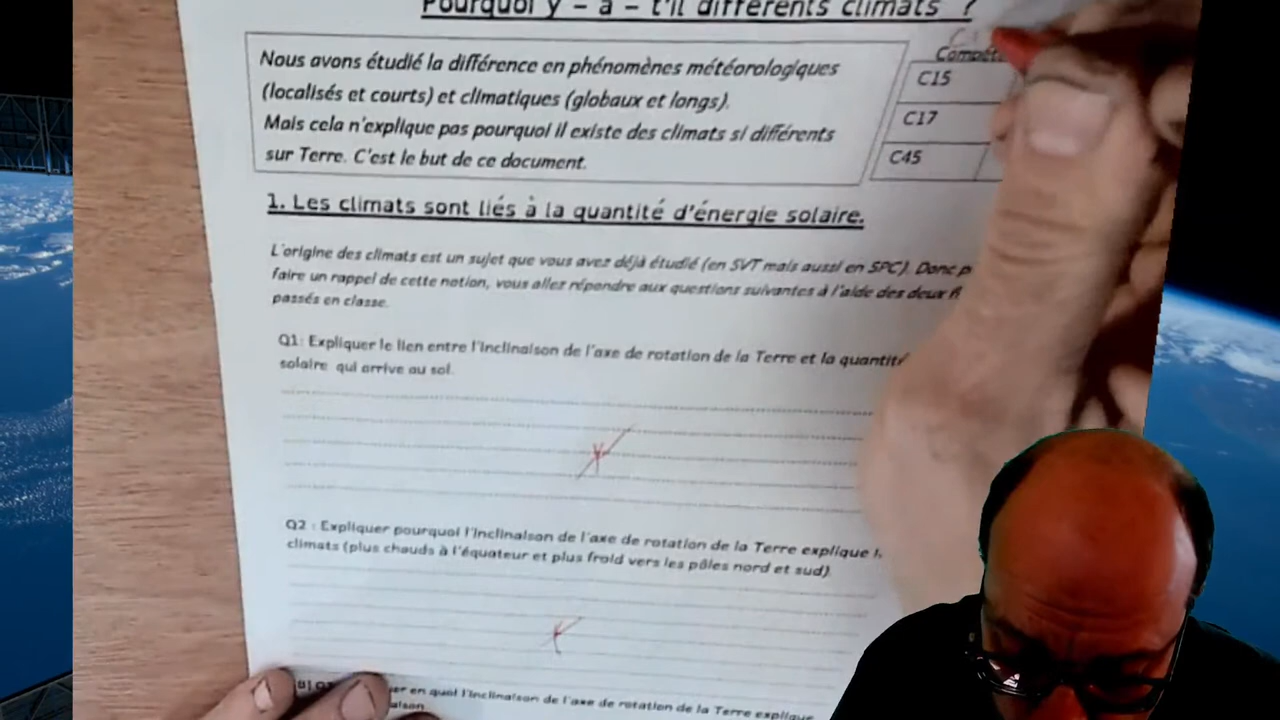 Pourquoi y – a – t'il différents climats ?
Nous avons étudié la différence en phénomènes météorologiques
(localisés et courts) et climatiques (globaux et longs).
Mais cela n'explique pas pourquoi il existe des climats si différents
sur Terre. C'est le but de ce document.
Compéte
C15
C17
C45
1. Les climats sont liés à la quantité d'énergie solaire.
L'origine des climats est un sujet que vous avez déjà étudié (en SVT mais aussi en SPC). Donc p
faire un rappel de cette notion, vous allez répondre aux questions suivantes à l'aide des deux fi
passés en classe.
Q1: Expliquer le lien entre l'inclinaison de l'axe de rotation de la Terre et la quantité
solaire qui arrive au sol.
Q2 : Expliquer pourquoi l'inclinaison de l'axe de rotation de la Terre explique l
climats (plus chauds à l'équateur et plus froid vers les pôles nord et sud).
er en quoi l'inclinaison de l'axe de rotation de la Terre explique
aison